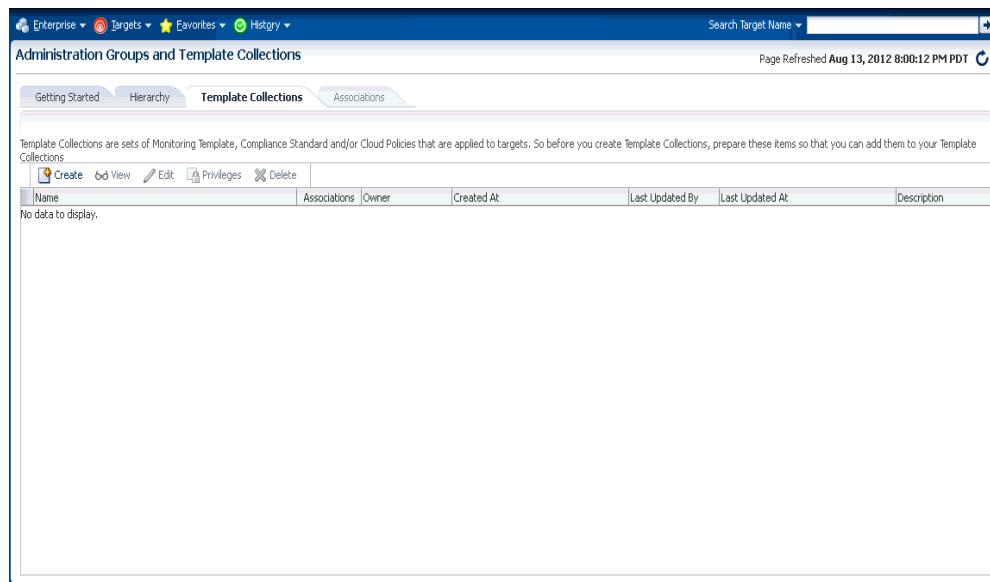 Enterprise Targets Favorites History Search Target Name
Administration Groups and Template Collections
Page Refreshed Aug 13, 2012 8:00:12 PM PDT
Getting Started Hierarchy Template Collections Associations
Template Collections are sets of Monitoring Template, Compliance Standard and/or Cloud Policies that are applied to targets. So before you create Template Collections, prepare these items so that you can add them to your Template
Collections
Create View Edit Privileges Delete
Name Associations Owner Created At Last Updated By Last Updated At Description
No data to display.